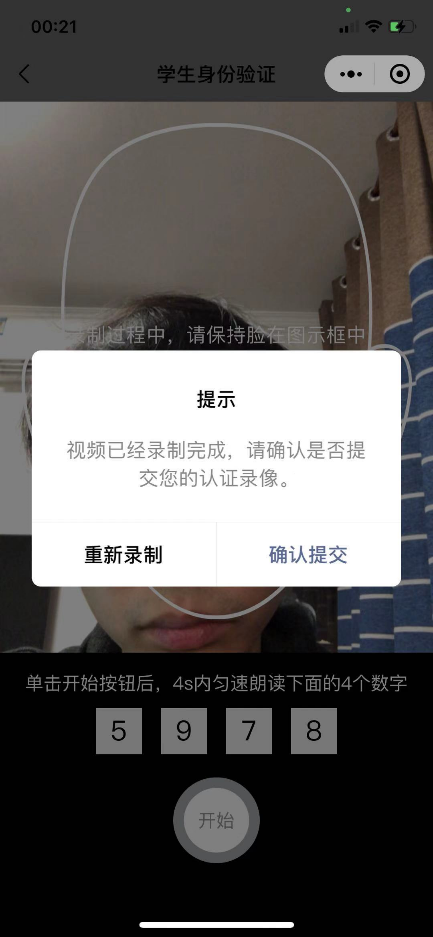 00:21
学生身份验证
制过程中，请保持脸在图示框中
提示
视频已经录制完成，请确认是否提
交您的认证录像。
重新录制
确认提交
单击开始按钮后，4s内匀速朗读下面的4个数字
5 9 7 8
开始